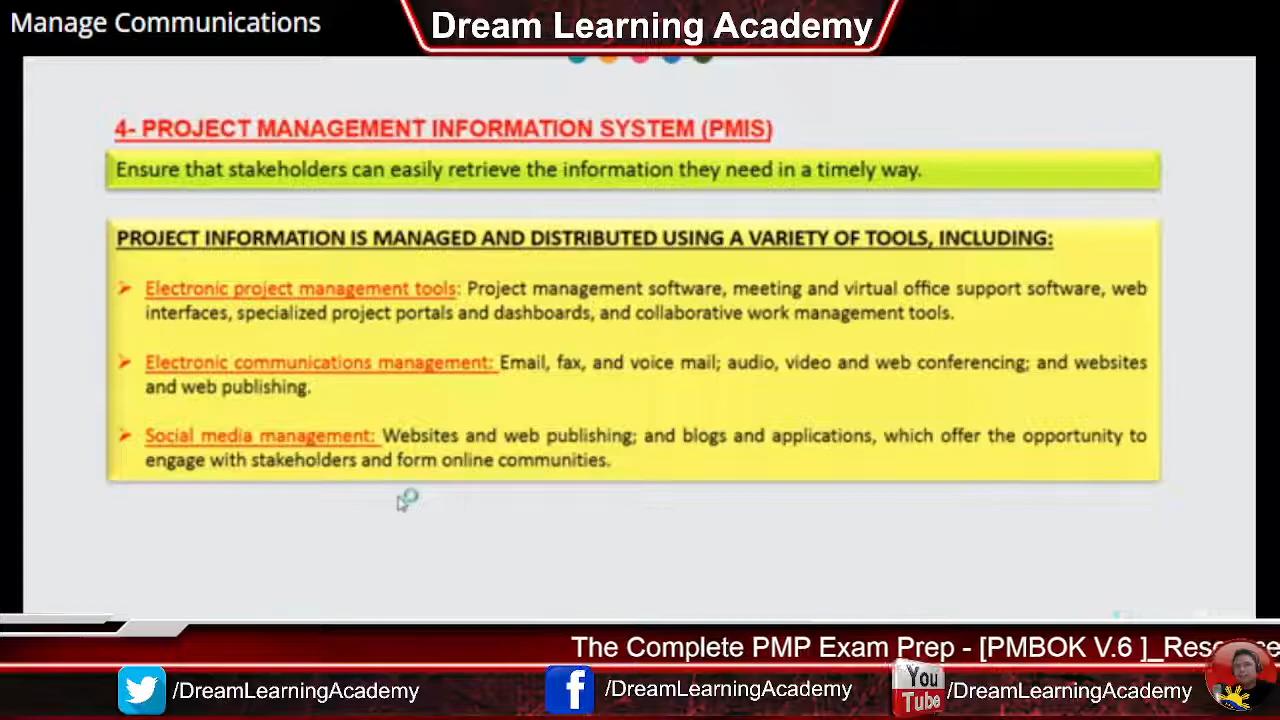 Manage Communications
Dream Learning Academy
4- PROJECT MANAGEMENT INFORMATION SYSTEM (PMIS)
Ensure that stakeholders can easily retrieve the information they need in a timely way.
PROJECT INFORMATION IS MANAGED AND DISTRIBUTED USING A VARIETY OF TOOLS, INCLUDING:
➢ Electronic project management tools: Project management software, meeting and virtual office support software, web
interfaces, specialized project portals and dashboards, and collaborative work management tools.
➢ Electronic communications management: Email, fax, and voice mail; audio, video and web conferencing; and websites
and web publishing.
➢ Social media management: Websites and web publishing; and blogs and applications, which offer the opportunity to
engage with stakeholders and form online communities.
The Complete PMP Exam Prep - [PMBOK V.6 ]_
/DreamLearningAcademy
/DreamLearningAcademy
You
Tube
/DreamLearningAcademy